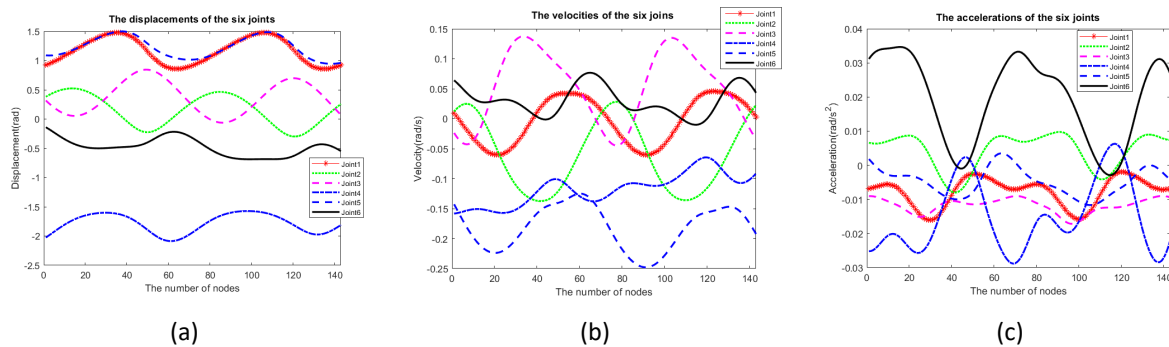 The displacements of the six joints
1.5
1
0.5
0
-0.5
-1
-1.5
-2
-2.5
0 20 40 60 80 100 120 140
Displacement(rad)
The number of nodes
Joint1
Joint2
Joint3
Joint4
Joint5
Joint6
(a)
The velocities of the six joins
0.15
0.1
0.05
0
-0.05
-0.1
-0.15
-0.2
-0.25
0 20 40 60 80 100 120 140
Velocity(rad/s)
The number of nodes
Joint1
Joint2
Joint3
Joint4
Joint5
Joint6
(b)
The accelerations of the six joints
0.04
0.03
0.02
0.01
0
-0.01
-0.02
-0.03
0 20 40 60 80 100 120 140
Acceleration(rad/s²)
The number of nodes
Joint1
Joint2
Joint3
Joint4
Joint5
Joint6
(c)